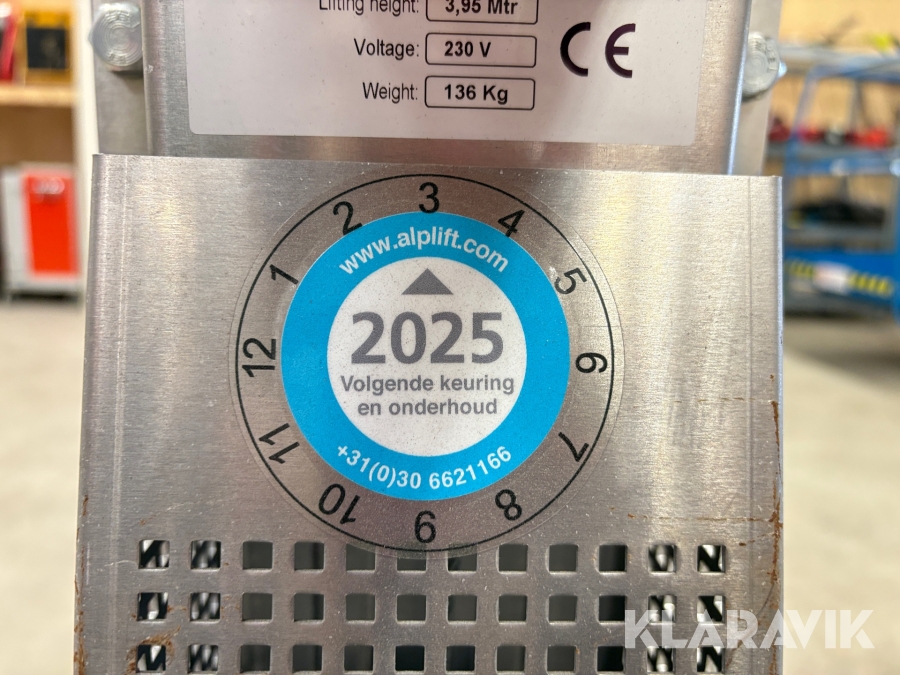 Lifting height: 3,95 Mtr
Voltage: 230 V
Weight: 136 Kg
CE
1 2 3 4 5 6 7 8 9 10 11 12
www.alplift.com
2025
Volgende keuring
en onderhoud
+31(0)30 6621166
KLARAVIK